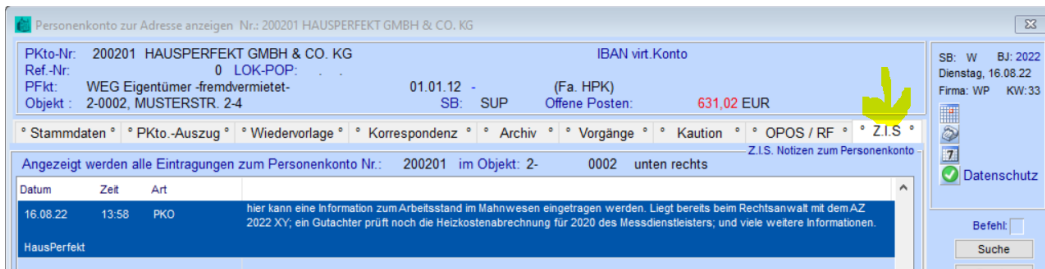 Personenkonto zur Adresse anzeigen Nr.: 200201 HAUSPERFEKT GMBH & CO. KG
PKto-Nr: 200201 HAUSPERFEKT GMBH & CO. KG IBAN virt.Konto
Ref.-Nr: 0 LOK-POP: . .
PFkt: WEG Eigentümer -fremdvermietet- 01.01.12 - (Fa. HPK)
Objekt : 2-0002, MUSTERSTR. 2-4 SB: SUP Offene Posten: 631,02 EUR
SB: W BJ: 2022
Dienstag, 16.08.22
Firma: WP KW:33
7
Datenschutz
° Stammdaten ° ° PKto.-Auszug ° ° Wiedervorlage ° ° Korrespondenz ° ° Archiv ° ° Vorgänge ° ° Kaution ° ° OPOS / RF ° ° Z.I.S °
Z.I.S. Notizen zum Personenkonto
Angezeigt werden alle Eintragungen zum Personenkonto Nr.: 200201 im Objekt: 2- 0002 unten rechts
Datum Zeit Art
16.08.22 13:58 PKO hier kann eine Information zum Arbeitsstand im Mahnwesen eingetragen werden. Liegt bereits beim Rechtsanwalt mit dem AZ
2022 XY; ein Gutachter prüft noch die Heizkostenabrechnung für 2020 des Messdienstleisters; und viele weitere Informationen.
HausPerfekt
Befehl:
Suche